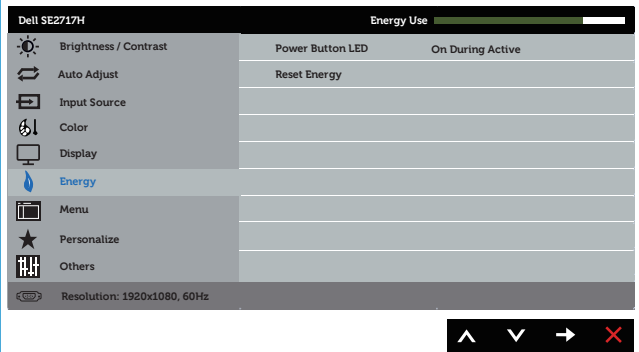 Dell SE2717H Energy Use
Brightness / Contrast Power Button LED On During Active
Auto Adjust Reset Energy
Input Source
Color
Display
Energy
Menu
Personalize
Others
Resolution: 1920x1080, 60Hz